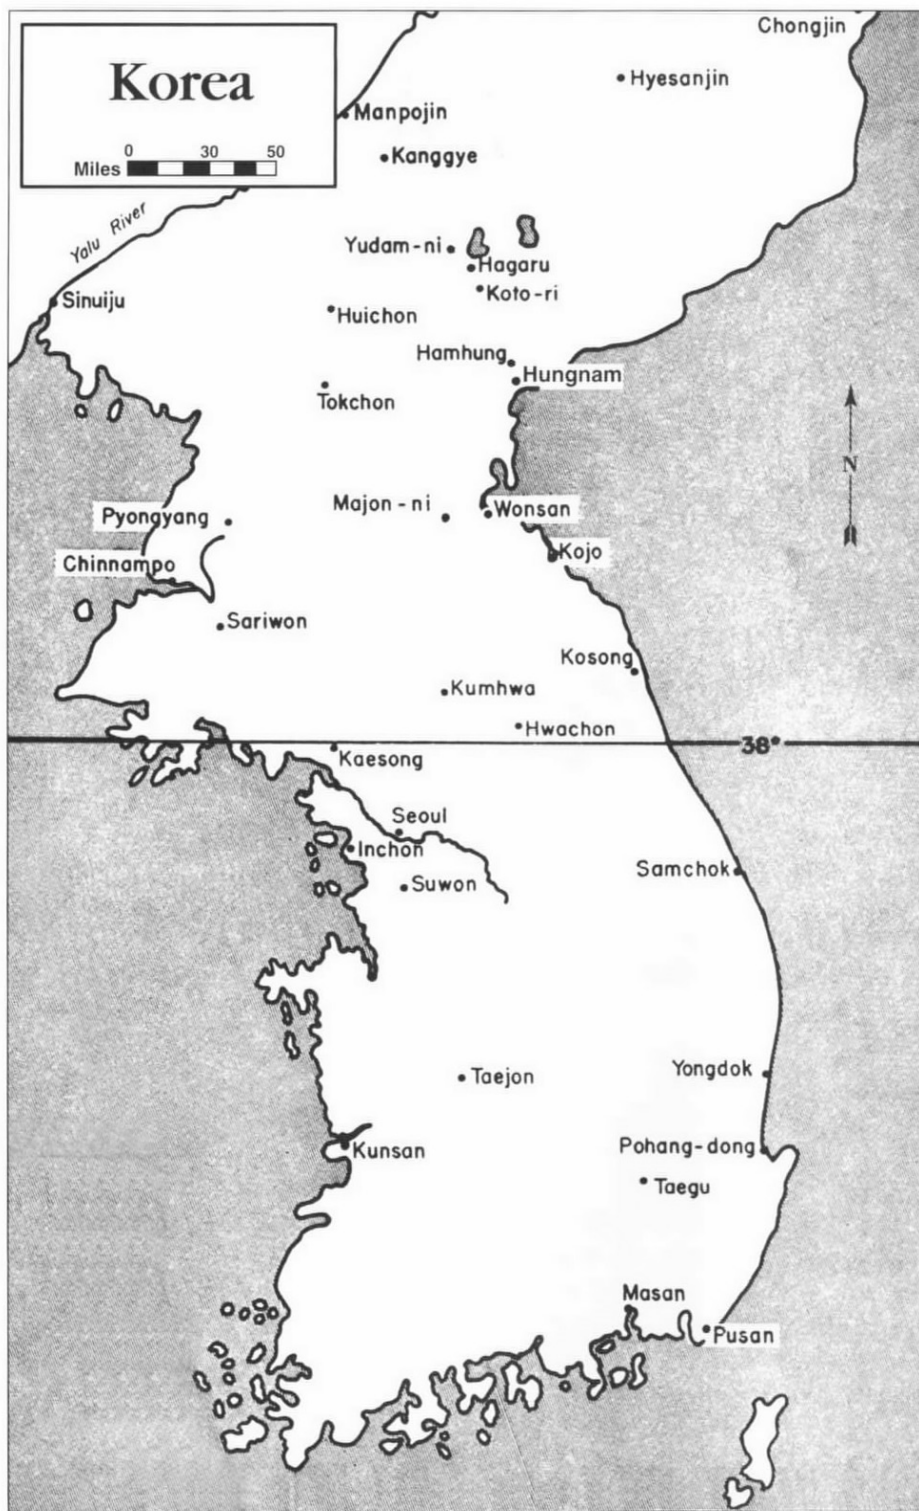 Chongjin
Korea
Hyesanjin
Manpojin
0 30 50
Miles
Kanggye
Yalu River
Yudam-ni
Hagaru
Koto-ri
Sinuiju
Huichon
Hamhung
Hungnam
Tokchon
N
Majon-ni
Wonsan
Pyongyang
Kojo
Chinnampo
Sariwon
Kosong
Kumhwa
Hwachon
38°
Kaesong
Seoul
Inchon
Samchok
Suwon
Taejon
Yongdok
Kunsan
Pohang-dong
Taegu
Masan
Pusan